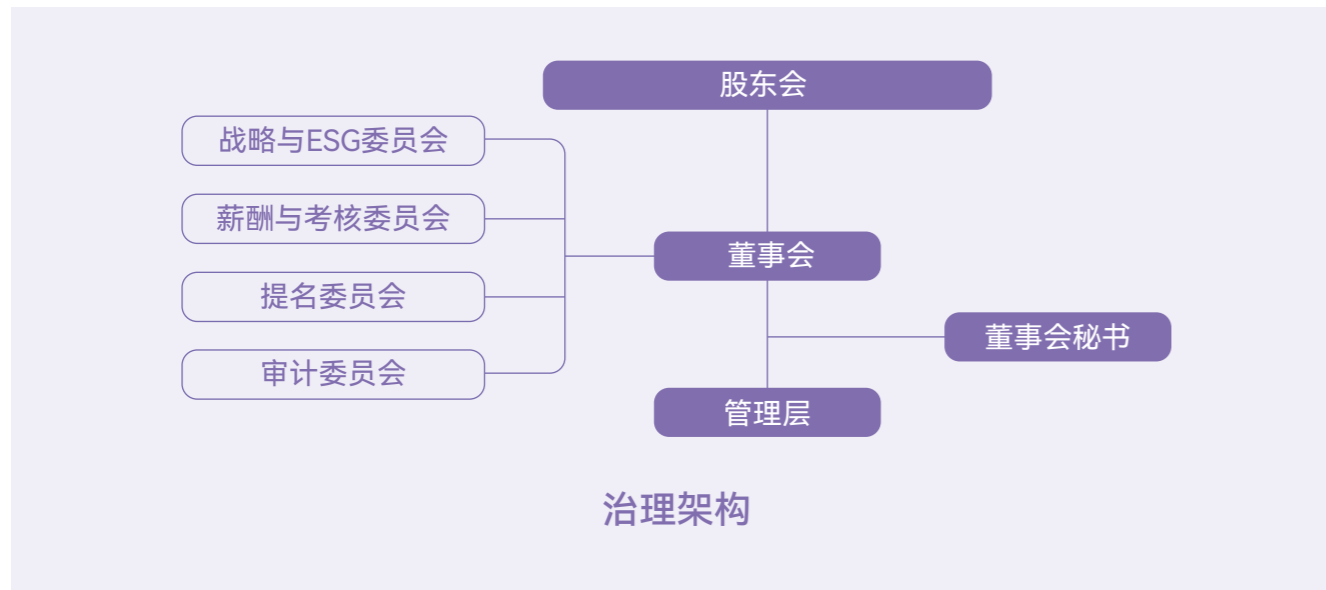 股东会
战略与ESG委员会
薪酬与考核委员会
董事会
提名委员会
董事会秘书
审计委员会
管理层
治理架构